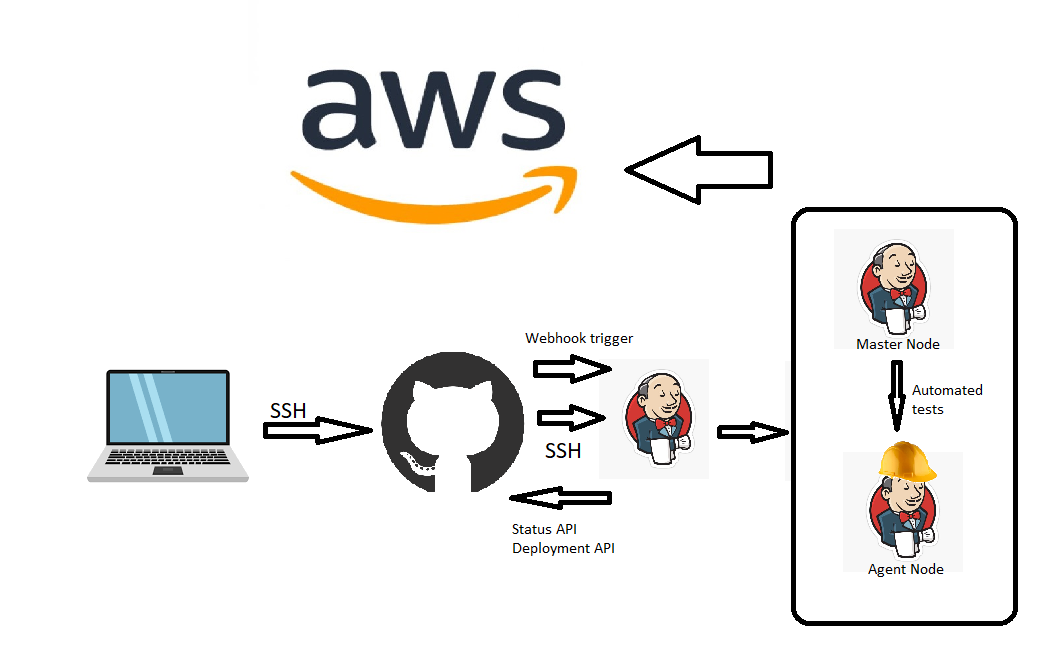 aws
Webhook trigger
SSH
SSH
Status API
Deployment API
Master Node
Automated
tests
Agent Node